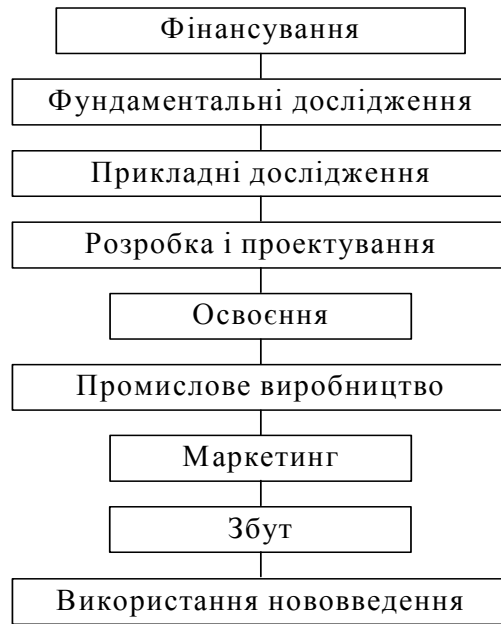 Фінансування
Фундаментальні дослідження
Прикладні дослідження
Розробка і проектування
Освоєння
Промислове виробництво
Маркетинг
Збут
Використання нововведення